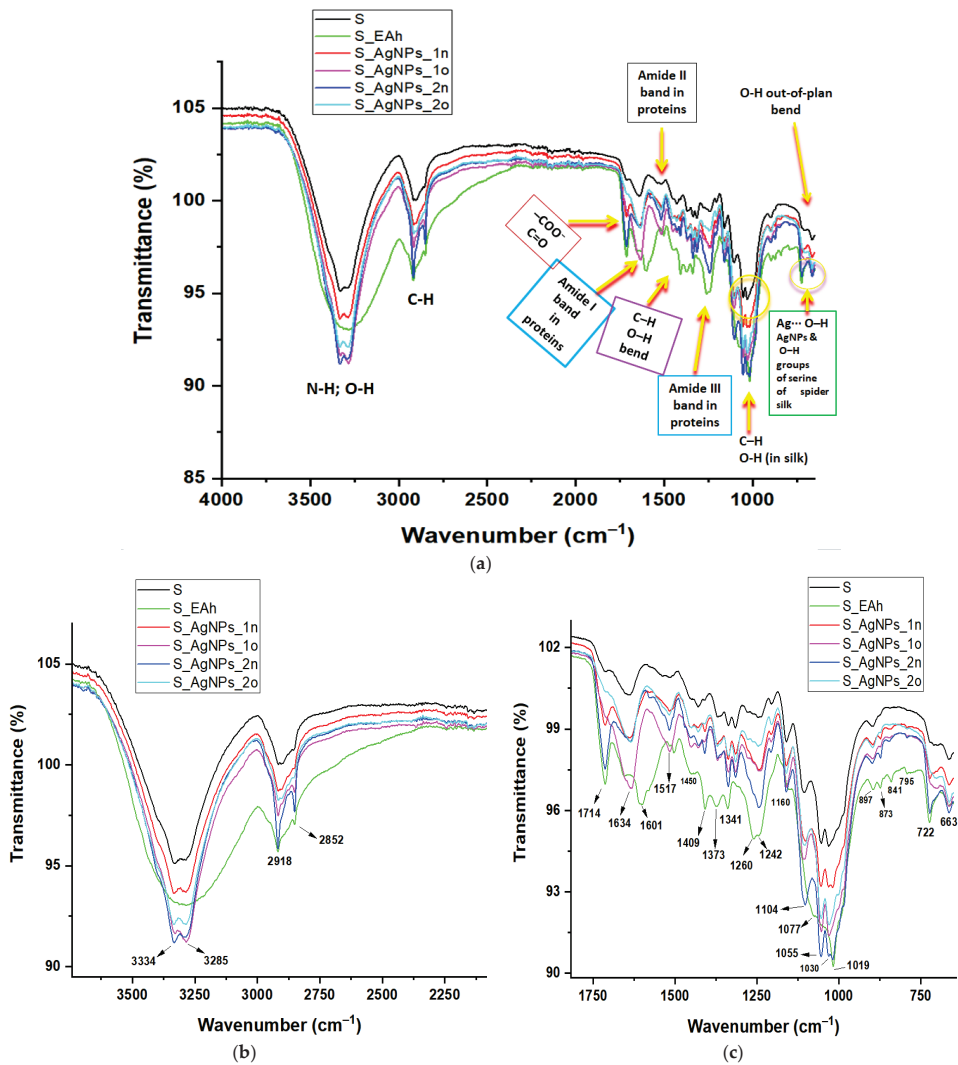 S
S_EAh
S_AgNPs_1n
S_AgNPs_1o
S_AgNPs_2n
S_AgNPs_2o
Transmittance (%)
105
100
95
90
85
4000
3500
3000
2500
2000
1500
1000
Wavenumber (cm⁻¹)
N-H; O-H
C-H
–COO⁻
C=O
Amide I
band
in
proteins
C–H
O–H
bend
Amide II
band in
proteins
Amide III
band in
proteins
O-H out-of-plan
bend
C–H
O-H (in silk)
Ag··· O–H
AgNPs &
O–H
groups
of serine
of spider
silk
(a)
S
S_EAh
S_AgNPs_1n
S_AgNPs_1o
S_AgNPs_2n
S_AgNPs_2o
Transmittance (%)
105
100
95
90
3500
3250
3000
2750
2500
2250
Wavenumber (cm⁻¹)
3334
3285
2918
2852
(b)
S
S_EAh
S_AgNPs_1n
S_AgNPs_1o
S_AgNPs_2n
S_AgNPs_2o
Transmittance (%)
102
99
96
93
90
1750
1500
1250
1000
750
Wavenumber (cm⁻¹)
1714
1634
1601
1517
1450
1409
1373
1341
1260
1242
1160
1104
1077
1055
1030
1019
897
873
841
795
722
663
(c)